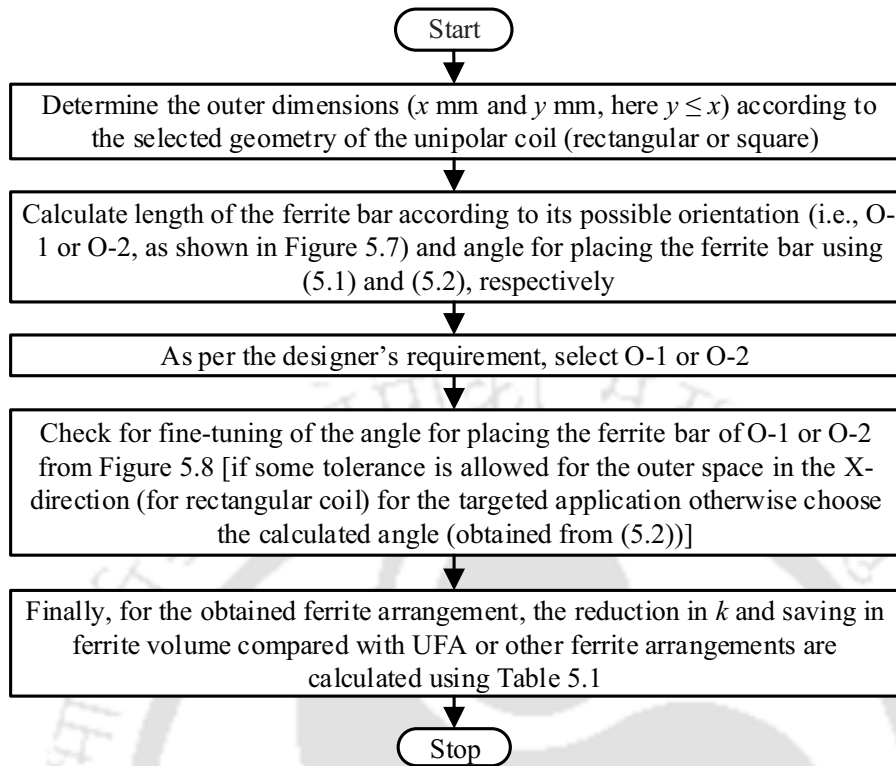 Start
Determine the outer dimensions (x mm and y mm, here y ≤ x) according to
the selected geometry of the unipolar coil (rectangular or square)
Calculate length of the ferrite bar according to its possible orientation (i.e., O-
1 or O-2, as shown in Figure 5.7) and angle for placing the ferrite bar using
(5.1) and (5.2), respectively
As per the designer’s requirement, select O-1 or O-2
Check for fine-tuning of the angle for placing the ferrite bar of O-1 or O-2
from Figure 5.8 [if some tolerance is allowed for the outer space in the X-
direction (for rectangular coil) for the targeted application otherwise choose
the calculated angle (obtained from (5.2))]
Finally, for the obtained ferrite arrangement, the reduction in k and saving in
ferrite volume compared with UFA or other ferrite arrangements are
calculated using Table 5.1
Stop